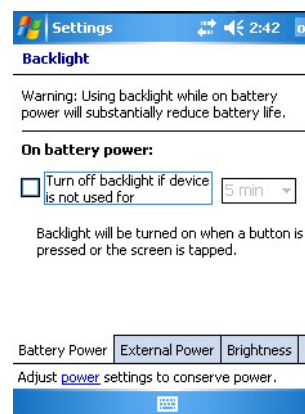 Settings 2:42
Backlight
Warning: Using backlight while on battery
power will substantially reduce battery life.
On battery power:
Turn off backlight if device
is not used for
5 min
Backlight will be turned on when a button is
pressed or the screen is tapped.
Battery Power External Power Brightness
Adjust power settings to conserve power.